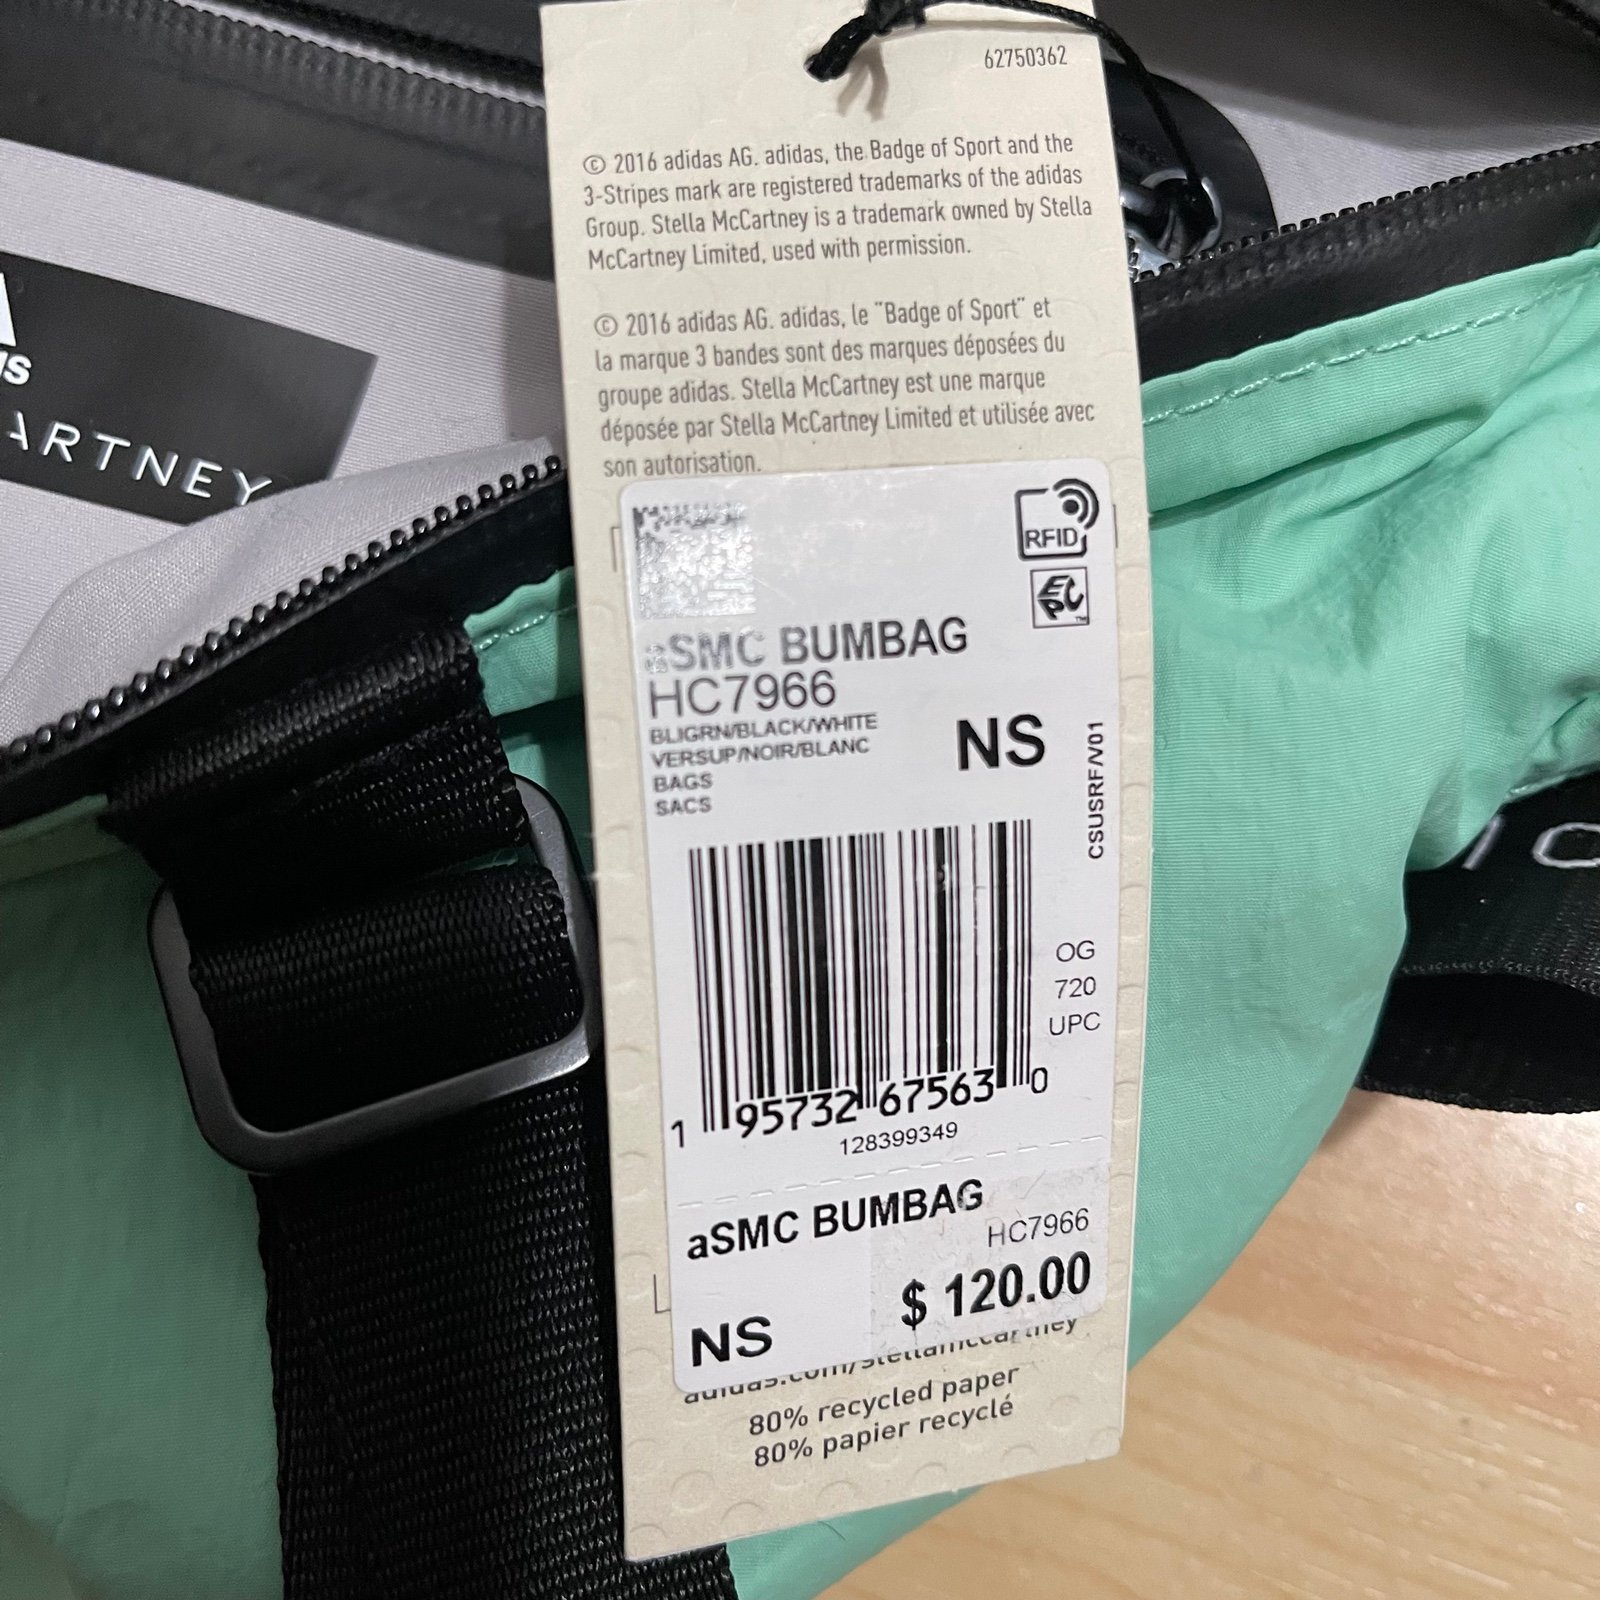 62750362
© 2016 adidas AG. adidas, the Badge of Sport and the
3-Stripes mark are registered trademarks of the adidas
Group. Stella McCartney is a trademark owned by Stella
McCartney Limited, used with permission.
© 2016 adidas AG. adidas, le "Badge of Sport" et
la marque 3 bandes sont des marques déposées du
groupe adidas. Stella McCartney est une marque
déposée par Stella McCartney Limited et utilisée avec
son autorisation.
ARTNEY
RFID
EPC
aSMC BUMBAG
HC7966
BLIGRN/BLACK/WHITE
VERSUP/NOIR/BLANC
BAGS
SACS
NS
CSUSRF/V01
OG
720
UPC
1 95732 67563 0
128399349
aSMC BUMBAG
HC7966
$ 120.00
NS
adidas.com/stellamccartney
80% recycled paper
80% papier recyclé